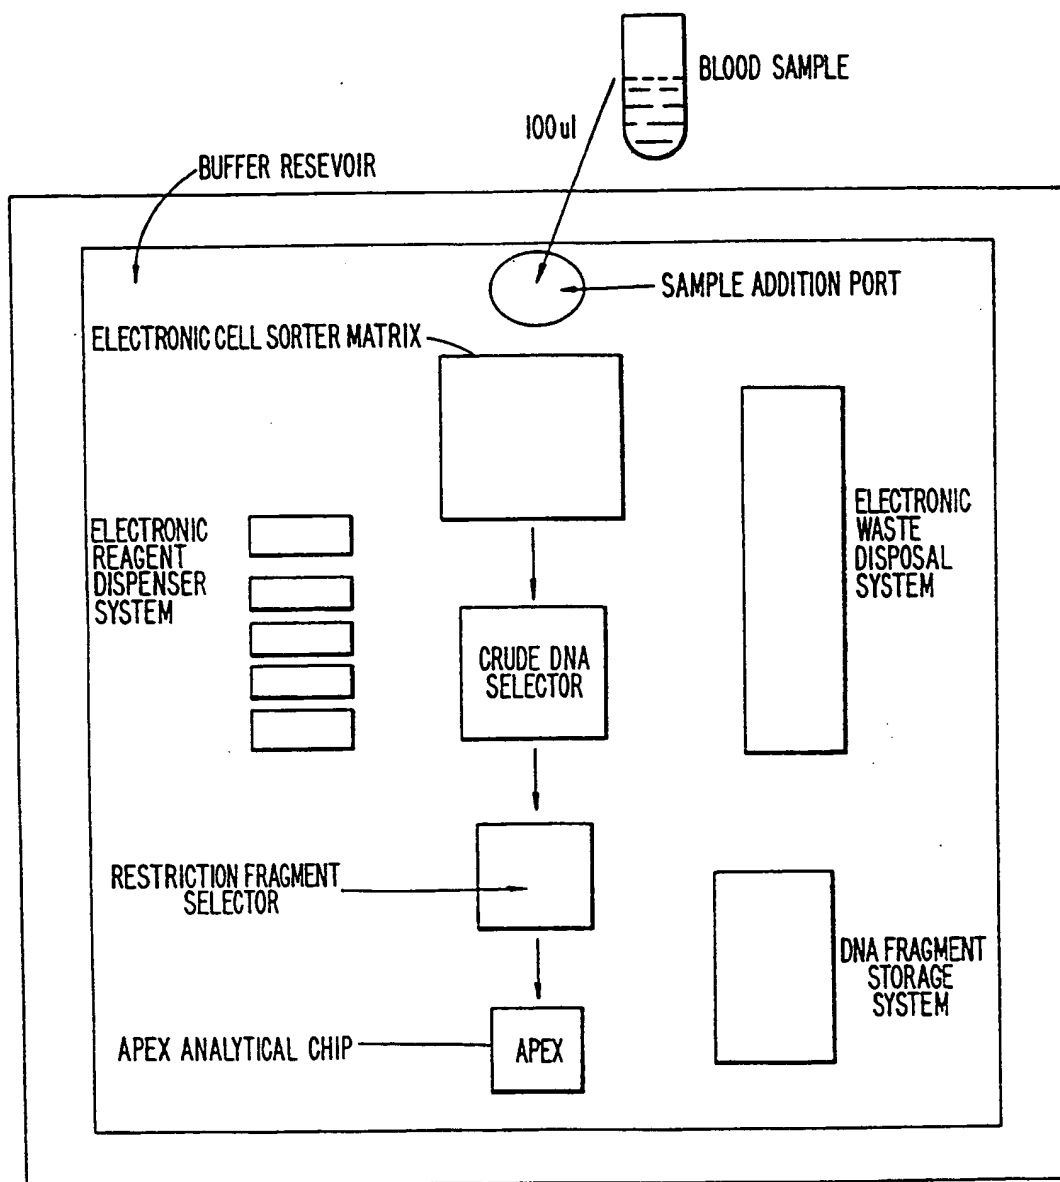 BLOOD SAMPLE
100ul
BUFFER RESEVOIR
SAMPLE ADDITION PORT
ELECTRONIC CELL SORTER MATRIX
ELECTRONIC
REAGENT
DISPENSER
SYSTEM
ELECTRONIC
WASTE
DISPOSAL
SYSTEM
CRUDE DNA
SELECTOR
RESTRICTION FRAGMENT
SELECTOR
DNA FRAGMENT
STORAGE
SYSTEM
APEX ANALYTICAL CHIP
APEX